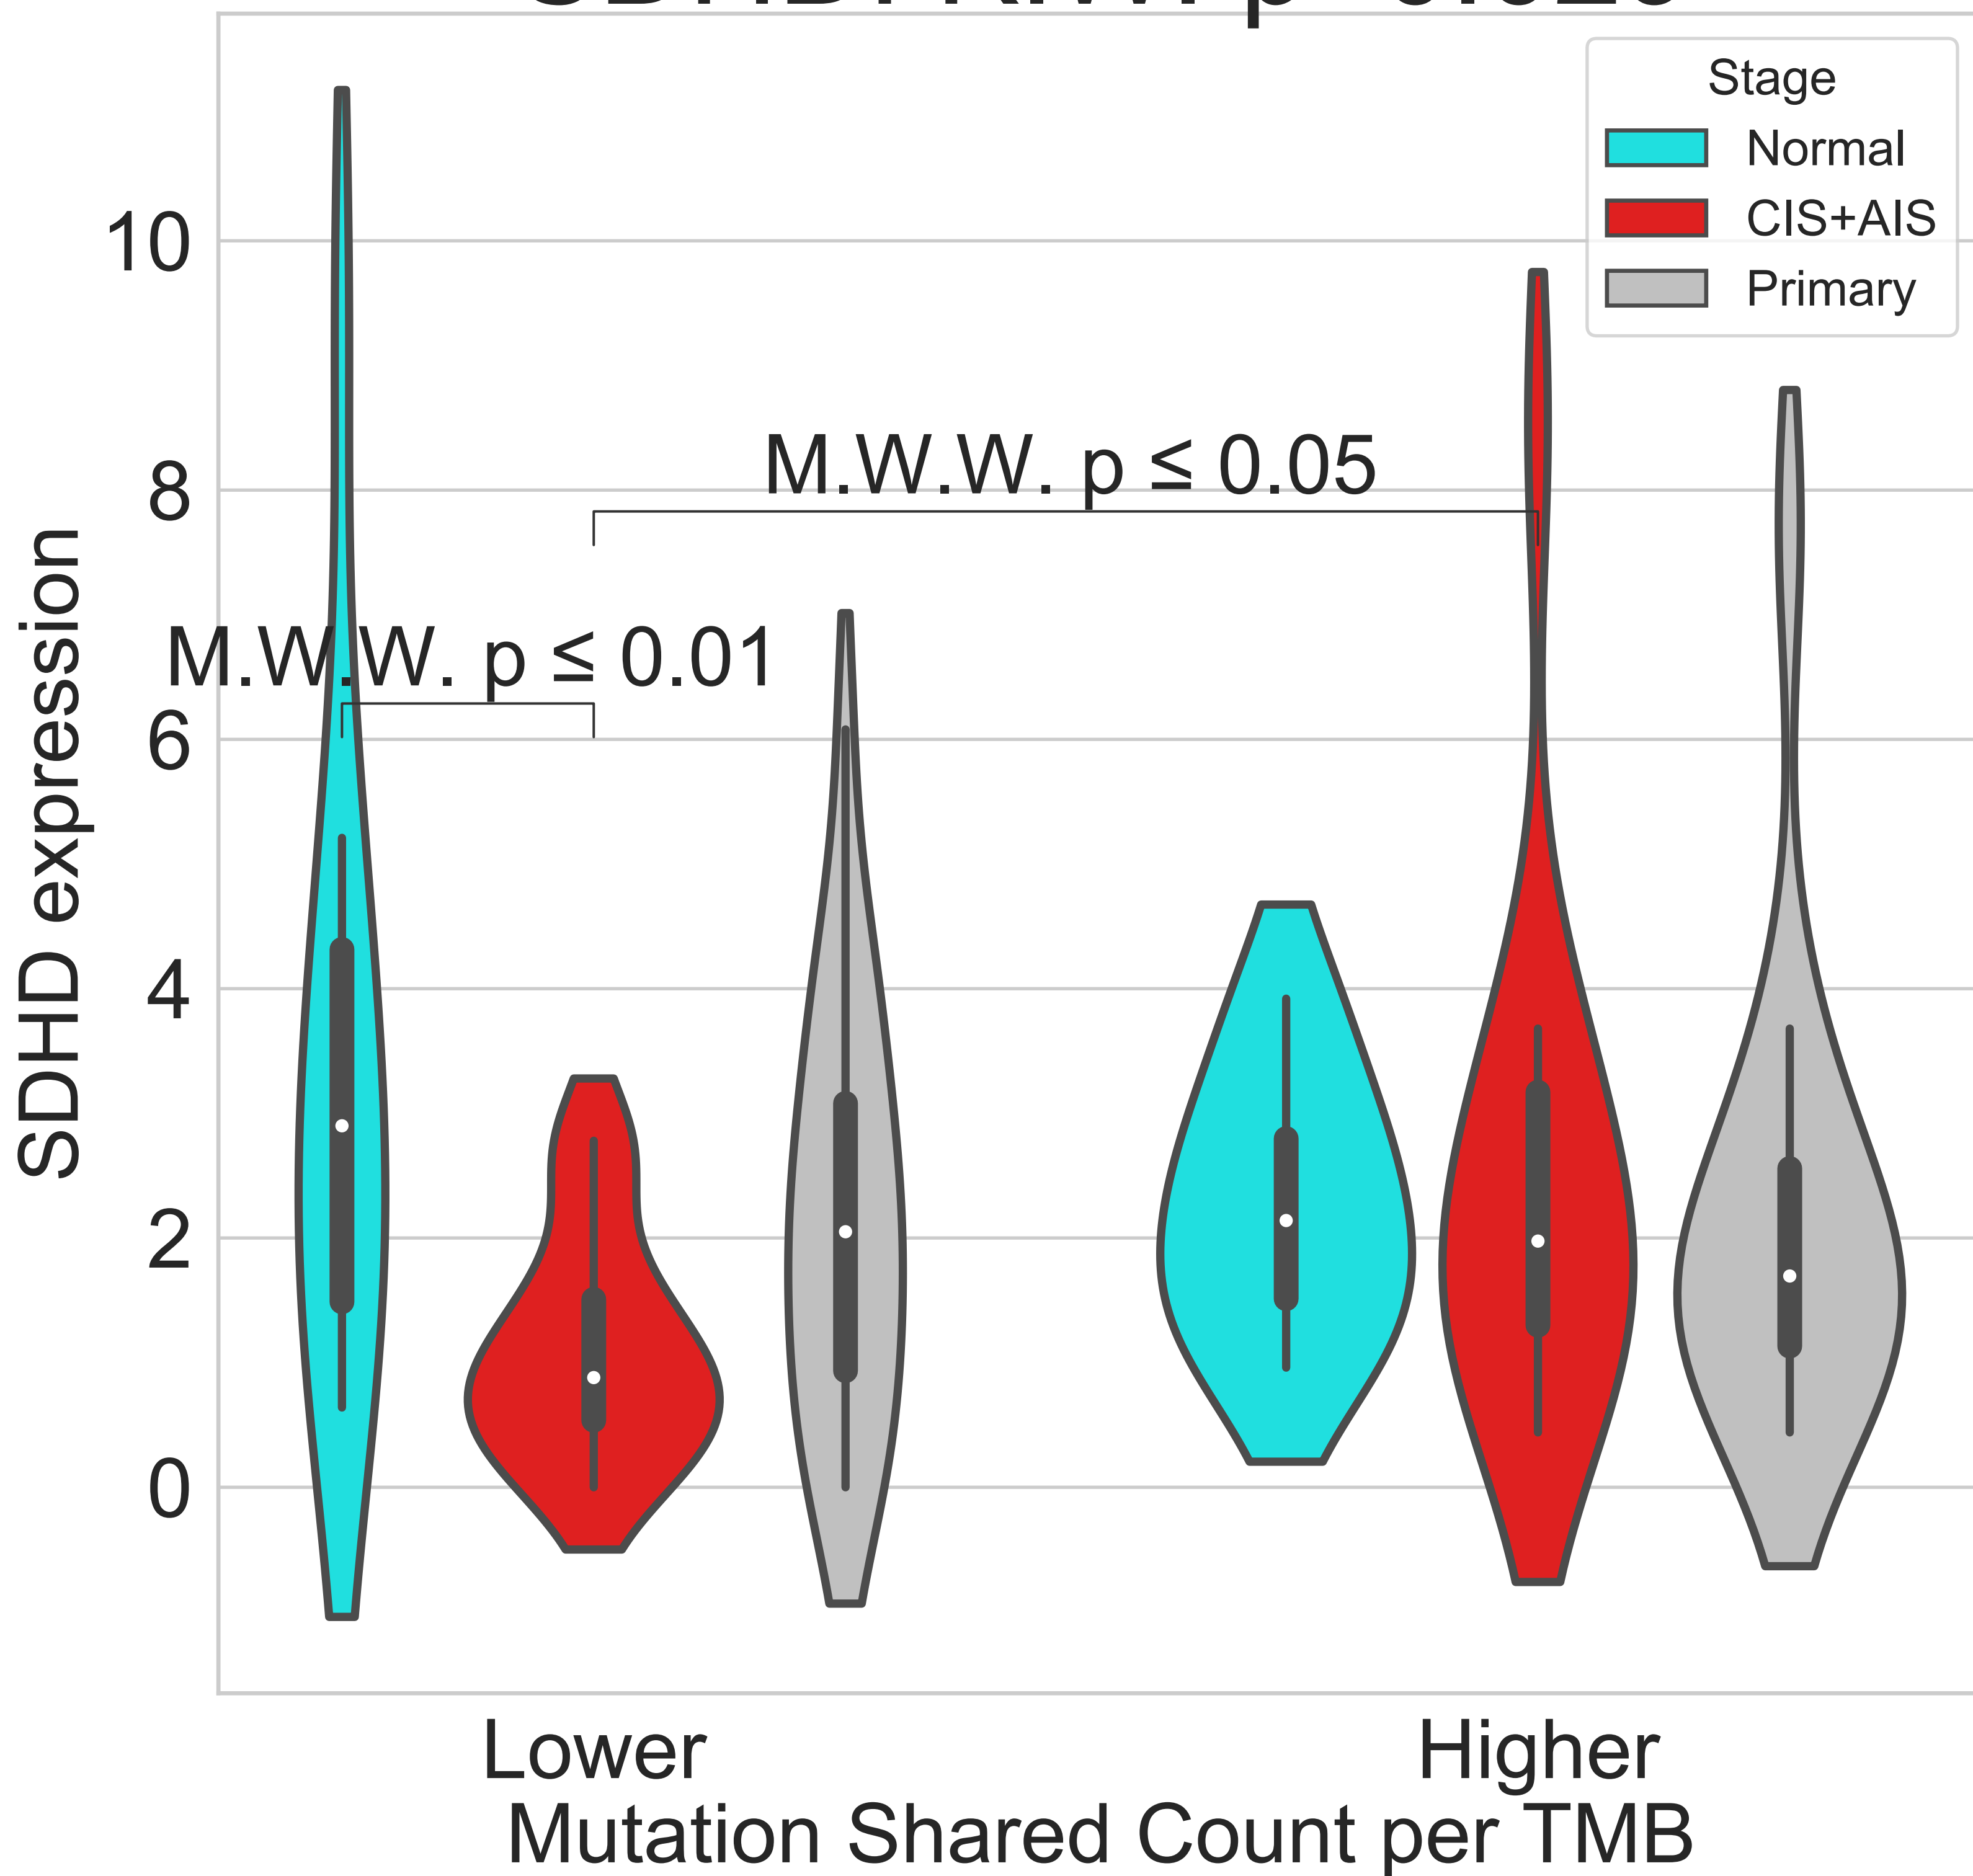 Stage
Normal
CIS+AIS
Primary
10
8
6
4
2
0
SDHD expression
M.W.W. p ≤ 0.05
M.W.W. p ≤ 0.01
Lower
Higher
Mutation Shared Count per TMB